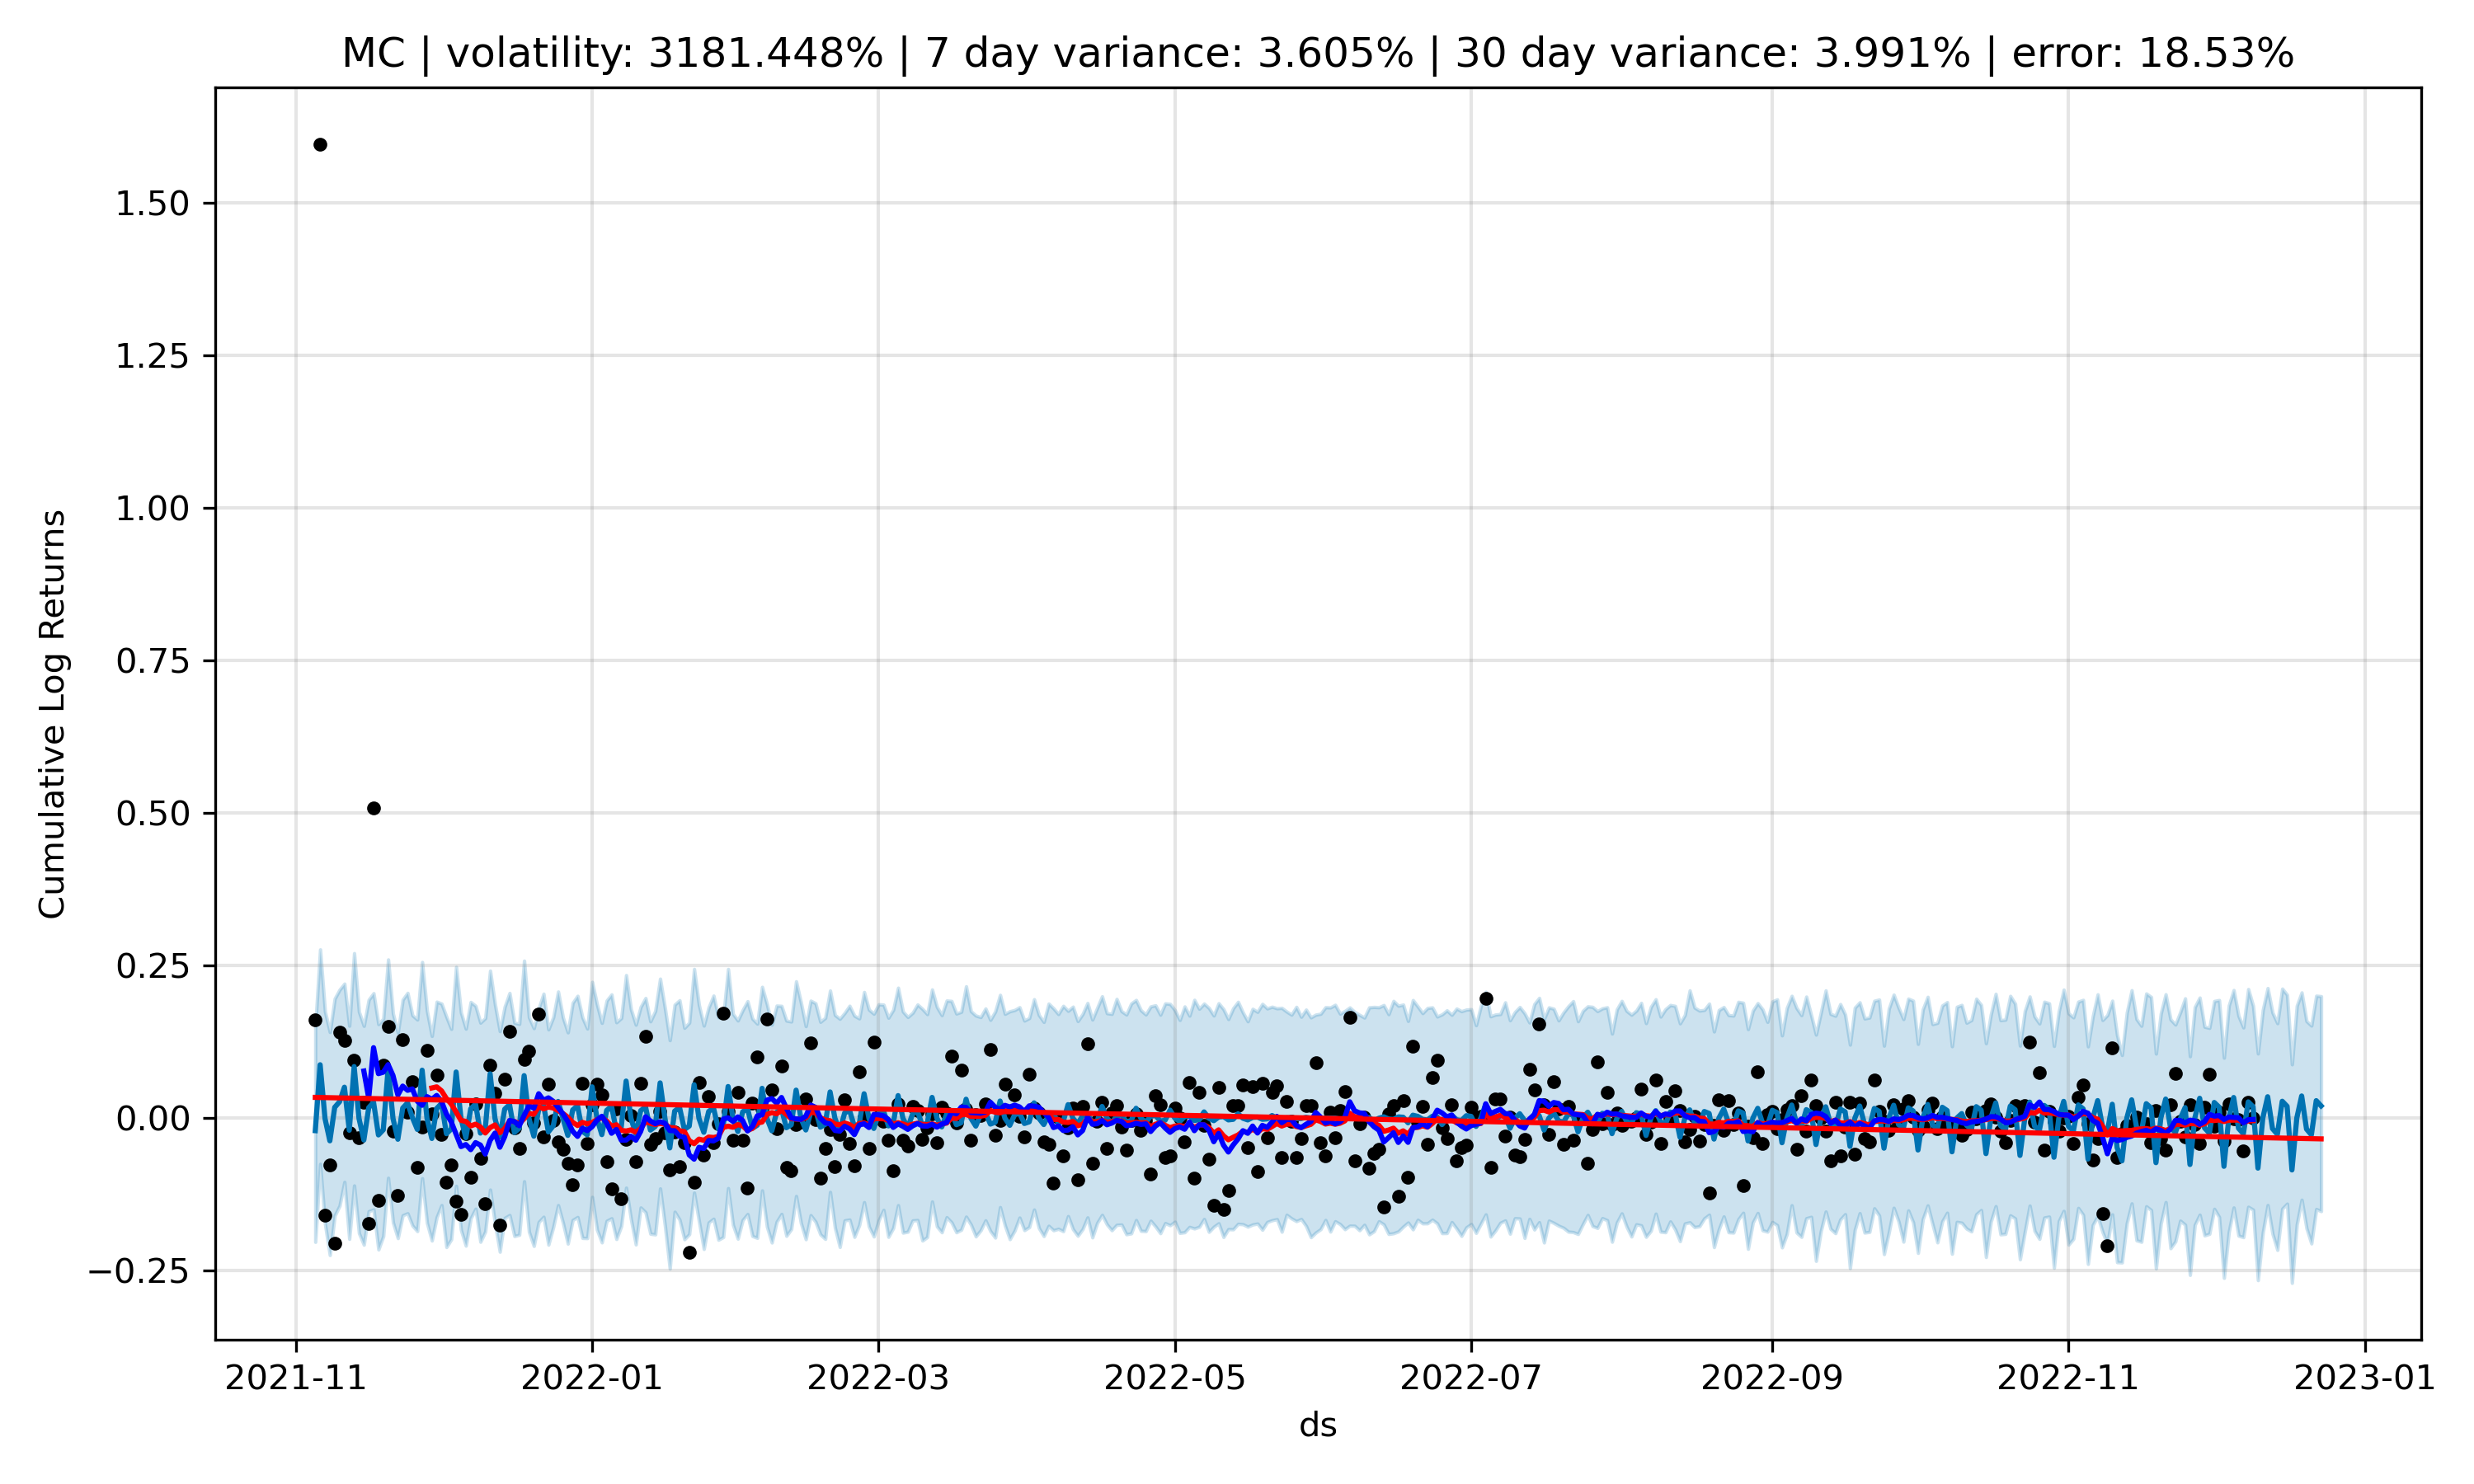 MC | volatility: 3181.448% | 7 day variance: 3.605% | 30 day variance: 3.991% | error: 18.53%
1.50
1.25
1.00
0.75
0.50
0.25
0.00
−0.25
Cumulative Log Returns
2021-11 2022-01 2022-03 2022-05 2022-07 2022-09 2022-11 2023-01
ds